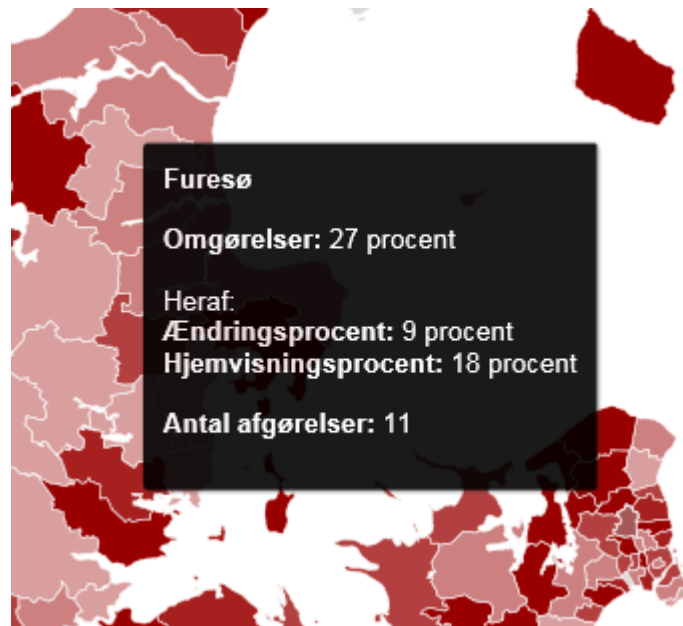 Furesø
Omgørelser: 27 procent
Heraf:
Ændringsprocent: 9 procent
Hjemvisningsprocent: 18 procent
Antal afgørelser: 11